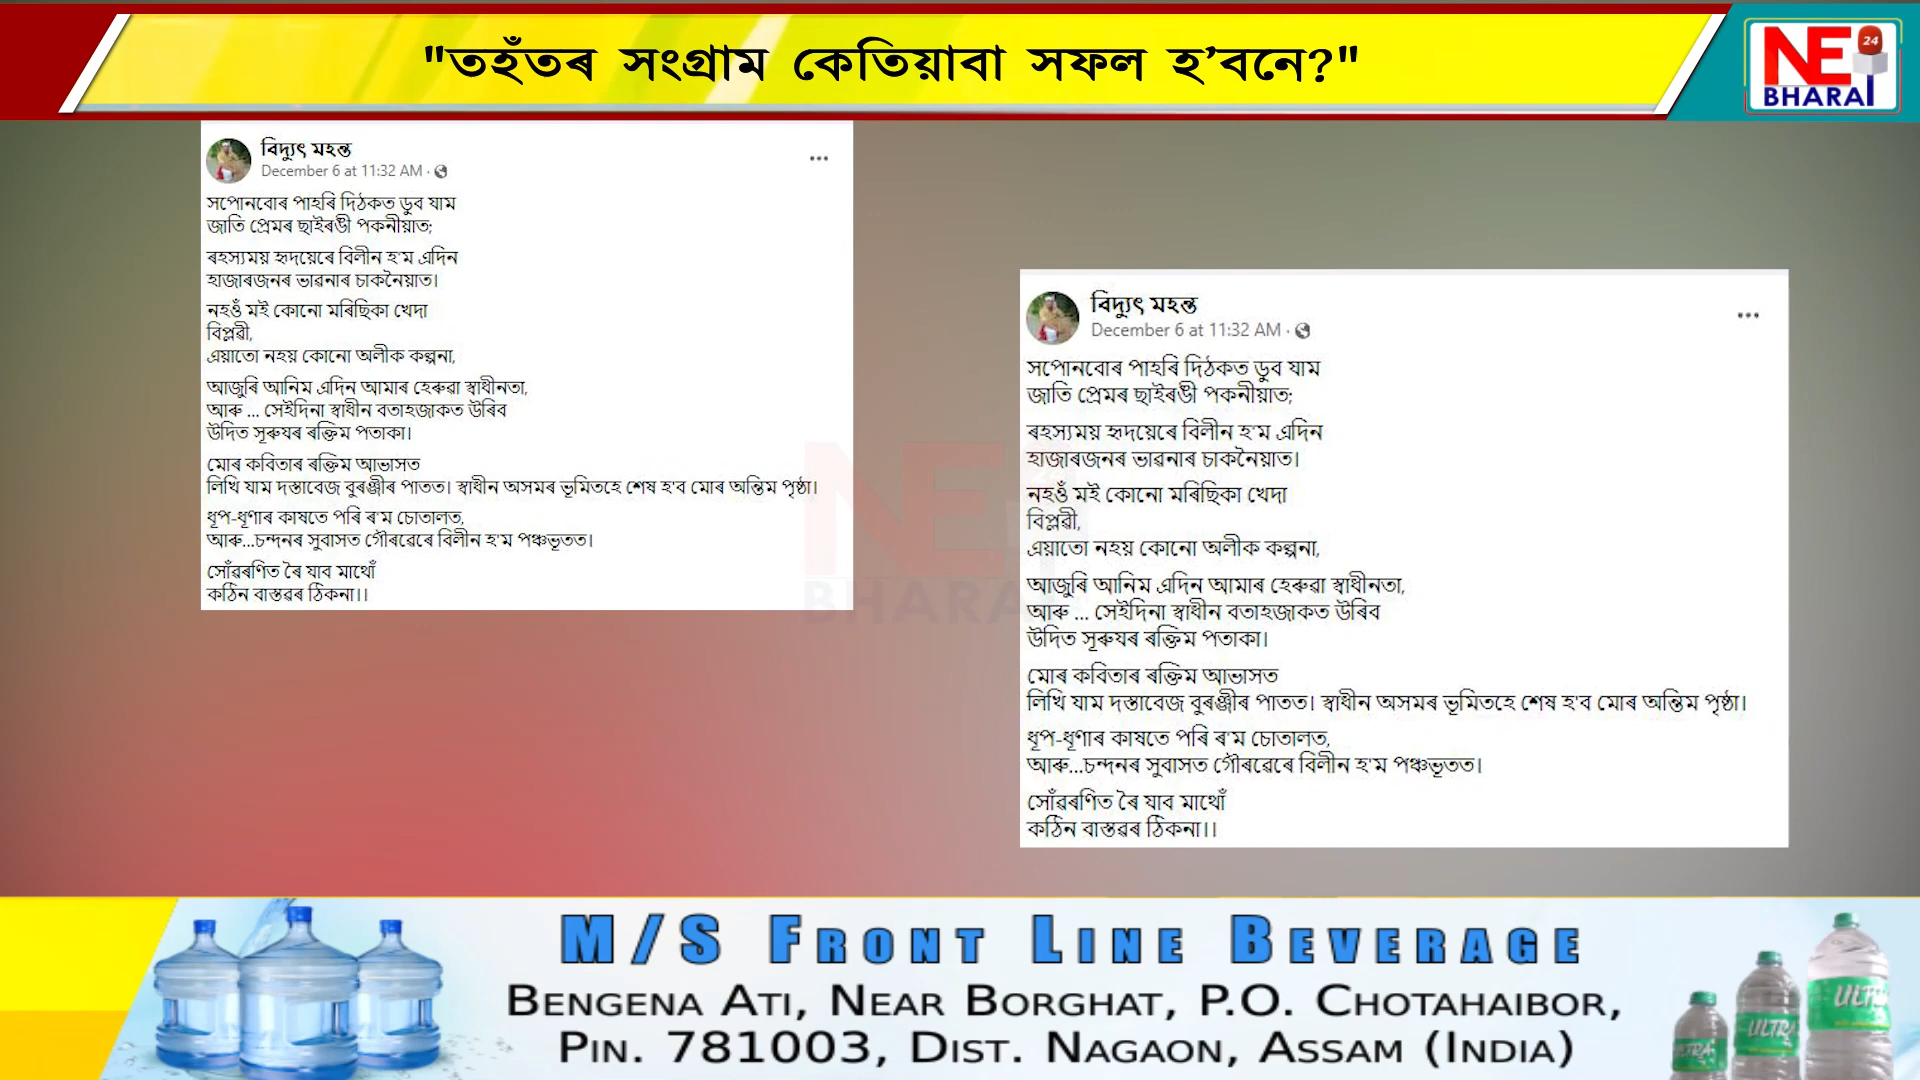 "তহঁতৰ সংগ্ৰাম কেতিয়াবা সফল হ’বনে?"
NE 24
BHARAT
বিদ্যুৎ মহন্ত
December 6 at 11:32 AM ·
সপোনবোৰ পাহৰি দিঠকত ডুব যাম
জাতি প্ৰেমৰ ছাইৰঙী পকনীয়াত;
ৰহস্যময় হৃদয়েৰে বিলীন হ'ম এদিন
হাজাৰজনৰ ভাৱনাৰ চাকনৈয়াত।
নহওঁ মই কোনো মৰিছিকা খেদা
বিপ্লৱী,
এয়াতো নহয় কোনো অলীক কল্পনা,
আজুৰি আনিম এদিন আমাৰ হেৰুৱা স্বাধীনতা,
আৰু ... সেইদিনা স্বাধীন বতাহজাকত উৰিব
উদিত সূৰুযৰ ৰক্তিম পতাকা।
মোৰ কবিতাৰ ৰক্তিম আভাসত
লিখি যাম দস্তাবেজ বুৰঞ্জীৰ পাতত। স্বাধীন অসমৰ ভূমিতহে শেষ হ'ব মোৰ অন্তিম পৃষ্ঠা।
ধূপ-ধূণাৰ কাষতে পৰি ৰ'ম চোতালত,
আৰু...চন্দনৰ সুবাসত গৌৰৱেৰে বিলীন হ'ম পঞ্চভূতত।
সোঁৱৰণিত ৰৈ যাব মাথোঁ
কঠিন বাস্তৱৰ ঠিকনা।।
বিদ্যুৎ মহন্ত
December 6 at 11:32 AM ·
সপোনবোৰ পাহৰি দিঠকত ডুব যাম
জাতি প্ৰেমৰ ছাইৰঙী পকনীয়াত;
ৰহস্যময় হৃদয়েৰে বিলীন হ'ম এদিন
হাজাৰজনৰ ভাৱনাৰ চাকনৈয়াত।
নহওঁ মই কোনো মৰিছিকা খেদা
বিপ্লৱী,
এয়াতো নহয় কোনো অলীক কল্পনা,
আজুৰি আনিম এদিন আমাৰ হেৰুৱা স্বাধীনতা,
আৰু ... সেইদিনা স্বাধীন বতাহজাকত উৰিব
উদিত সূৰুযৰ ৰক্তিম পতাকা।
মোৰ কবিতাৰ ৰক্তিম আভাসত
লিখি যাম দস্তাবেজ বুৰঞ্জীৰ পাতত। স্বাধীন অসমৰ ভূমিতহে শেষ হ'ব মোৰ অন্তিম পৃষ্ঠা।
ধূপ-ধূণাৰ কাষতে পৰি ৰ'ম চোতালত,
আৰু...চন্দনৰ সুবাসত গৌৰৱেৰে বিলীন হ'ম পঞ্চভূতত।
সোঁৱৰণিত ৰৈ যাব মাথোঁ
কঠিন বাস্তৱৰ ঠিকনা।।
NE
BHARAT
M/S Front Line Beverage
Bengena Ati, Near Borghat, P.O. Chotahaibor,
Pin. 781003, Dist. Nagaon, Assam (India)
ULTRA
ULTRA
ULTRA